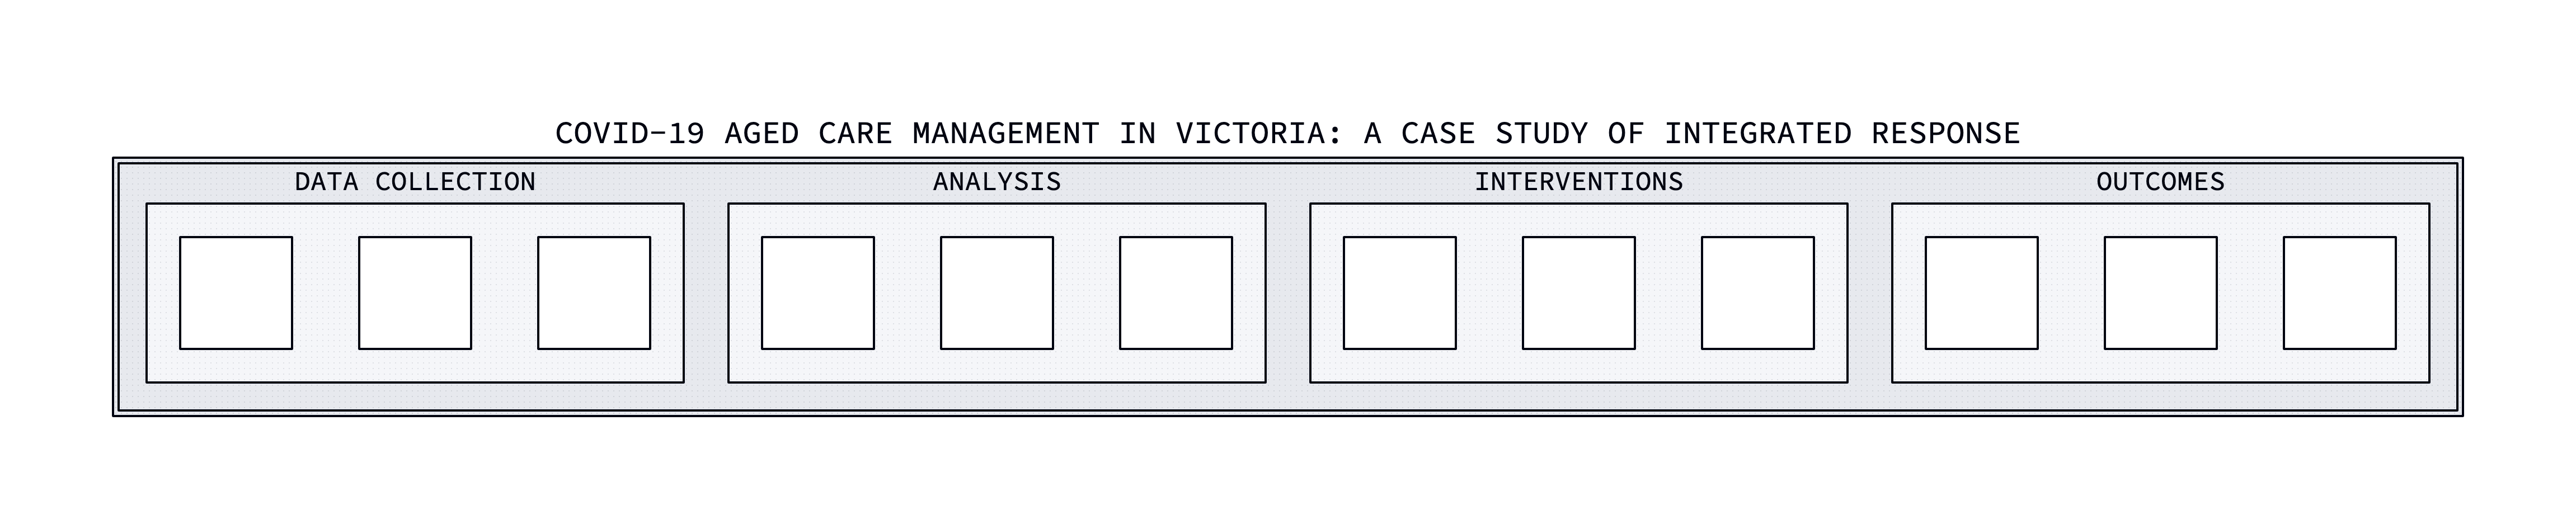 COVID-19 AGED CARE MANAGEMENT IN VICTORIA: A CASE STUDY OF INTEGRATED RESPONSE
DATA COLLECTION
ANALYSIS
INTERVENTIONS
OUTCOMES